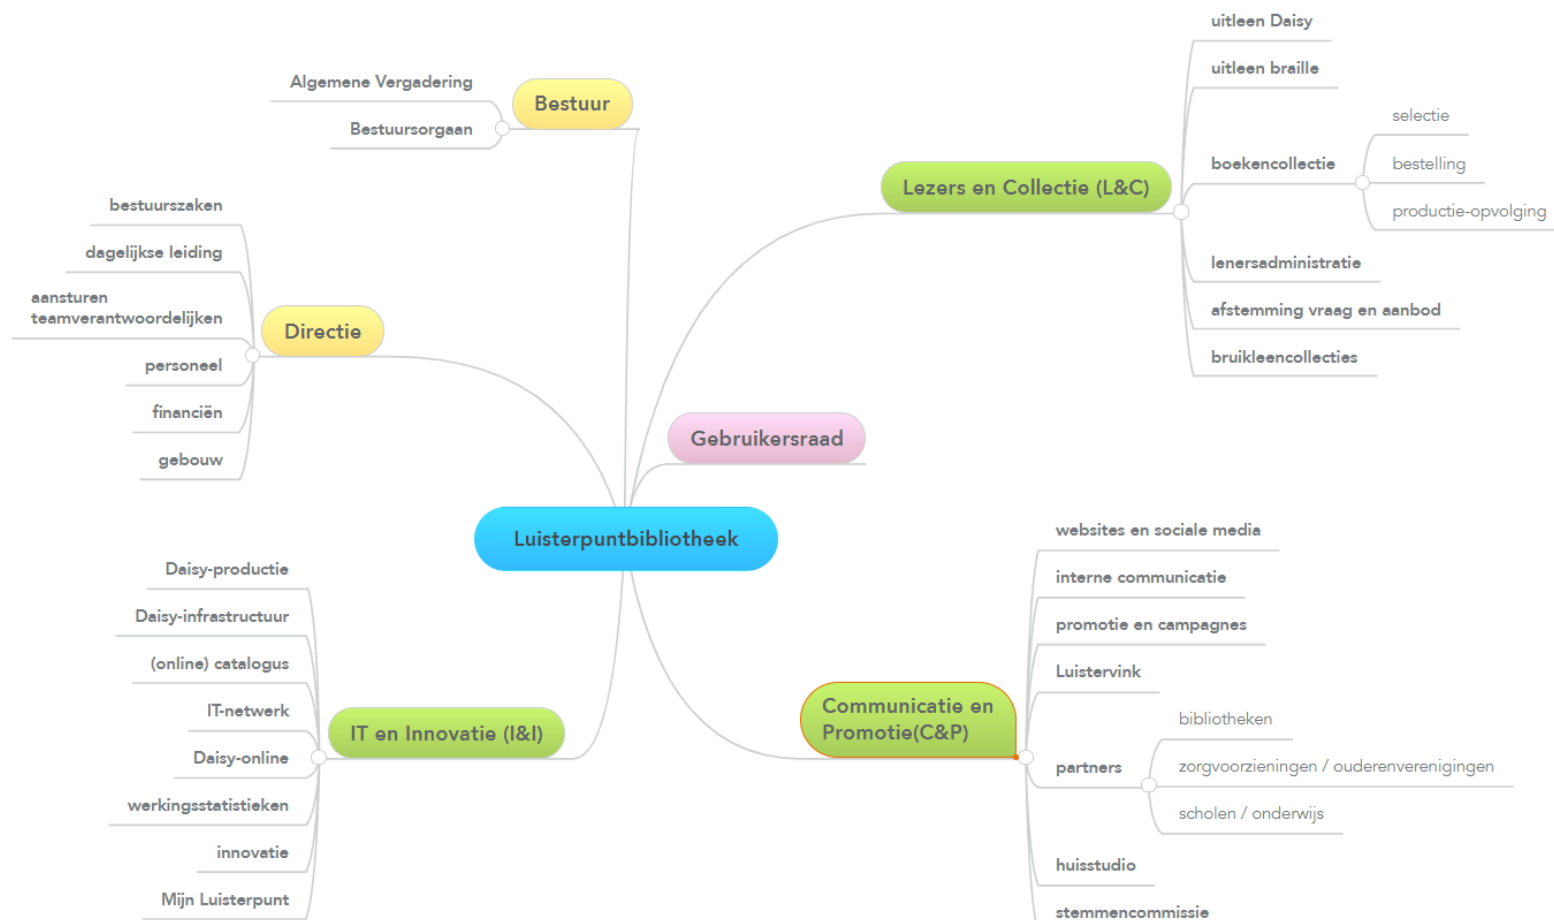 Luisterpuntbibliotheek
Bestuur
Algemene Vergadering
Bestuursorgaan
Directie
bestuurszaken
dagelijkse leiding
aansturen
teamverantwoordelijken
personeel
financiën
gebouw
IT en Innovatie (I&I)
Daisy-productie
Daisy-infrastructuur
(online) catalogus
IT-netwerk
Daisy-online
werkingsstatistieken
innovatie
Mijn Luisterpunt
Lezers en Collectie (L&C)
uitleen Daisy
uitleen braille
boekencollectie
selectie
bestelling
productie-opvolging
lenersadministratie
afstemming vraag en aanbod
bruikleencollecties
Gebruikersraad
Communicatie en
Promotie(C&P)
websites en sociale media
interne communicatie
promotie en campagnes
Luistervink
partners
bibliotheken
zorgvoorzieningen / ouderenverenigingen
scholen / onderwijs
huisstudio
stemmencommissie